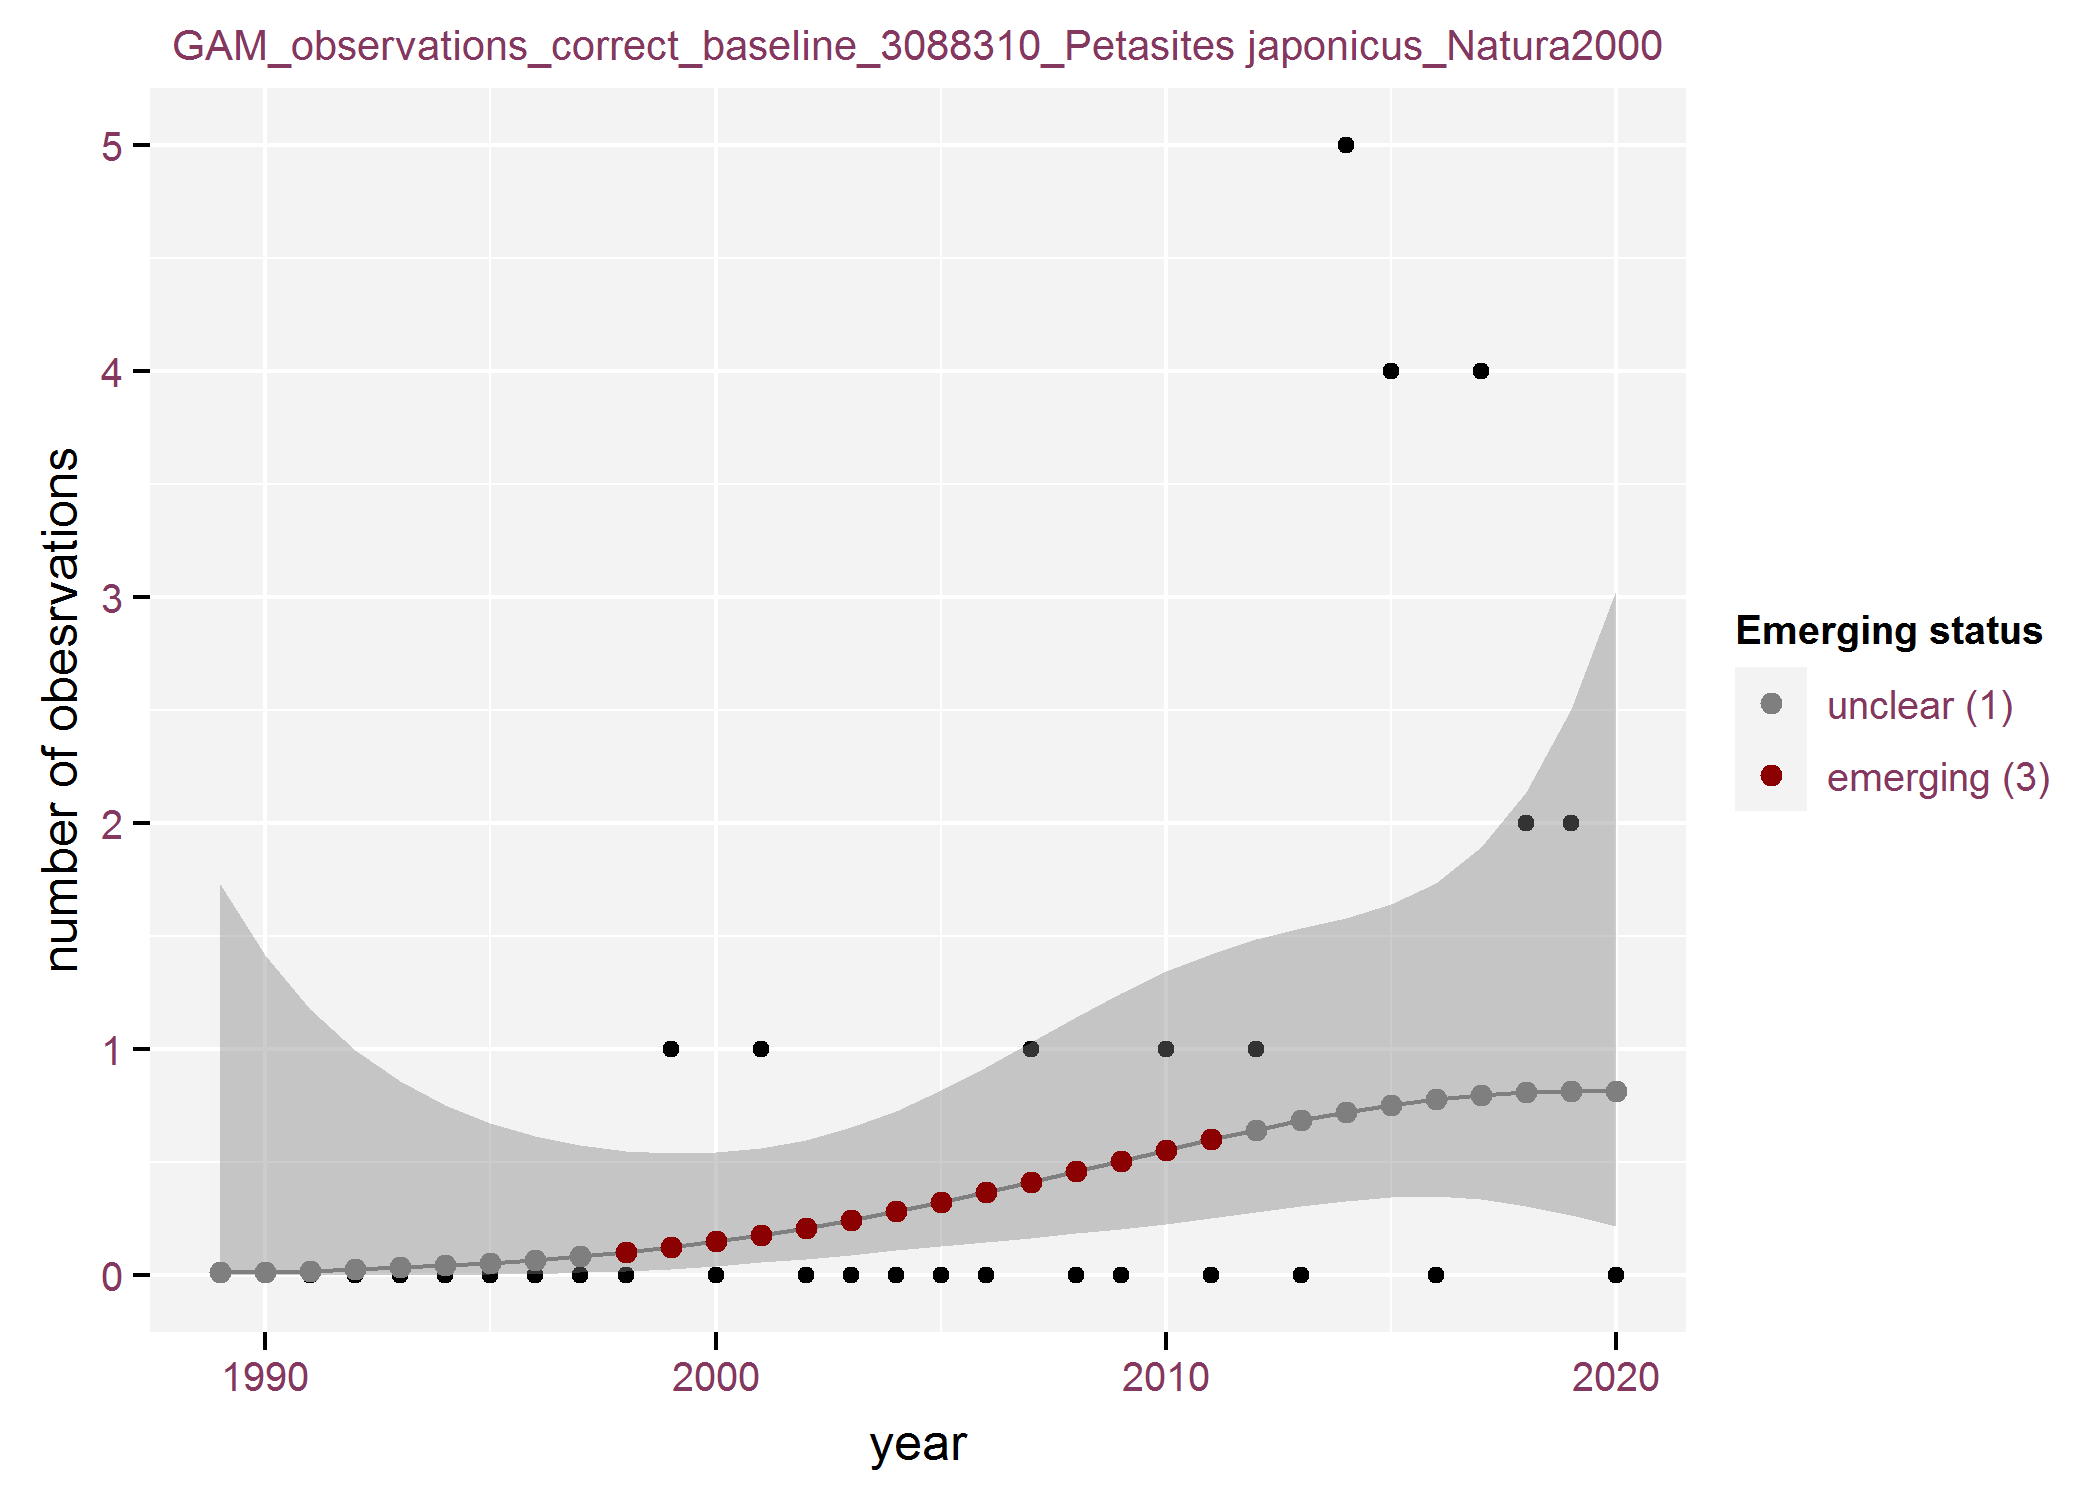 GAM_observations_correct_baseline_3088310_Petasites japonicus_Natura2000
number of obesrvations
5
4
3
2
1
0
1990
2000
2010
2020
year
Emerging status
unclear (1)
emerging (3)